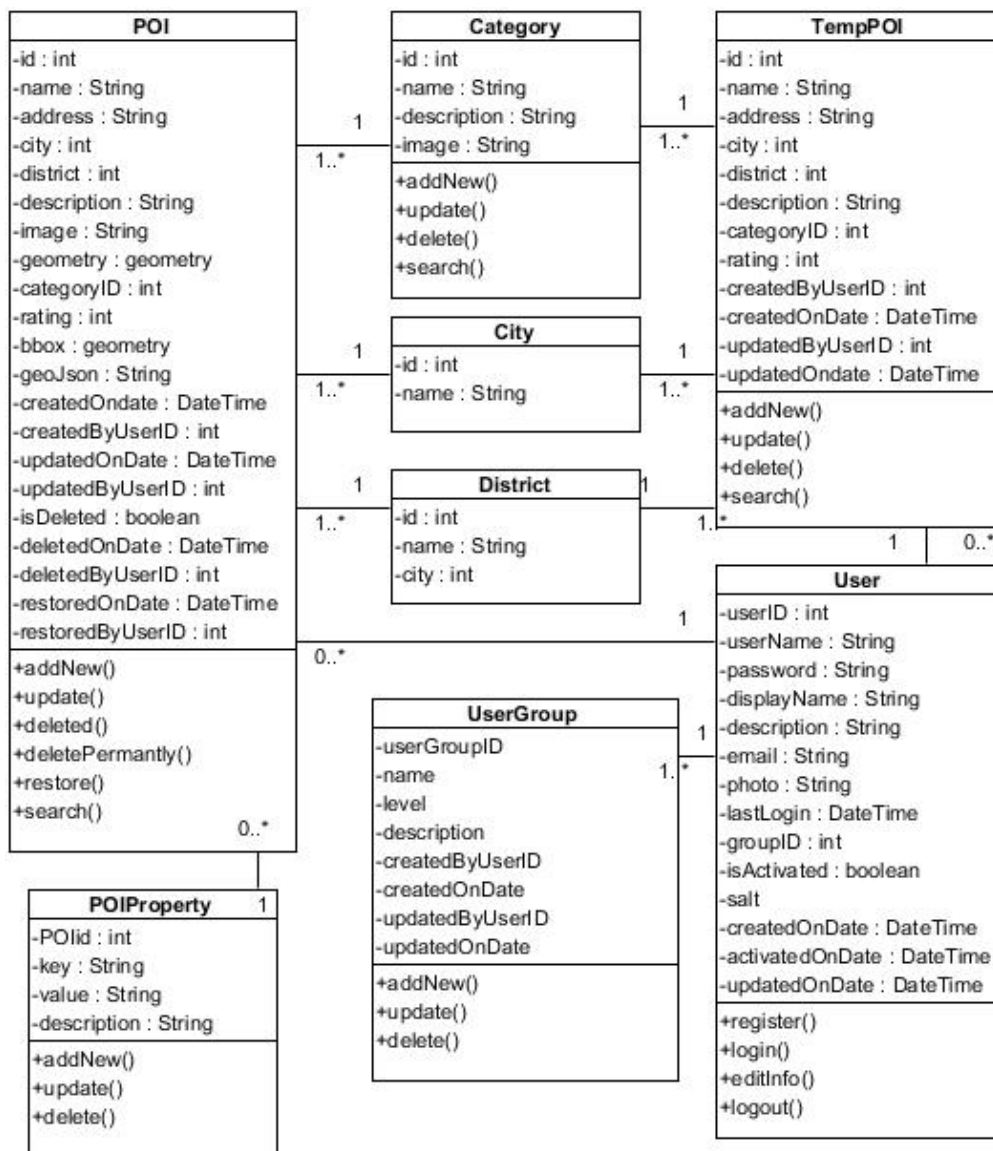 POI
-id : int
-name : String
-address : String
-city : int
-district : int
-description : String
-image : String
-geometry : geometry
-categoryID : int
-rating : int
-bbox : geometry
-geoJson : String
-createdOndate : DateTime
-createdByUserID : int
-updatedOnDate : DateTime
-updatedByUserID : int
-isDeleted : boolean
-deletedOnDate : DateTime
-deletedByUserID : int
-restoredOnDate : DateTime
-restoredByUserID : int
+addNew()
+update()
+deleted()
+deletePermantly()
+restore()
+search()
0..*
1
POIProperty
-POIid : int
-key : String
-value : String
-description : String
+addNew()
+update()
+delete()
1
1..*
Category
-id : int
-name : String
-description : String
-image : String
+addNew()
+update()
+delete()
+search()
1
1..*
1
1..*
City
-id : int
-name : String
1
1..*
1
1..*
District
-id : int
-name : String
-city : int
1
1..*
1
0..*
UserGroup
-userGroupID
-name
-level
-description
-createdByUserID
-createdOnDate
-updatedByUserID
-updatedOnDate
+addNew()
+update()
+delete()
1
1..*
TempPOI
-id : int
-name : String
-address : String
-city : int
-district : int
-description : String
-categoryID : int
-rating : int
-createdByUserID : int
-createdOnDate : DateTime
-updatedByUserID : int
-updatedOndate : DateTime
+addNew()
+update()
+delete()
+search()
1
0..*
User
-userID : int
-userName : String
-password : String
-displayName : String
-description : String
-email : String
-photo : String
-lastLogin : DateTime
-groupID : int
-isActivated : boolean
-salt
-createdOnDate : DateTime
-activatedOnDate : DateTime
-updatedOnDate : DateTime
+register()
+login()
+editInfo()
+logout()